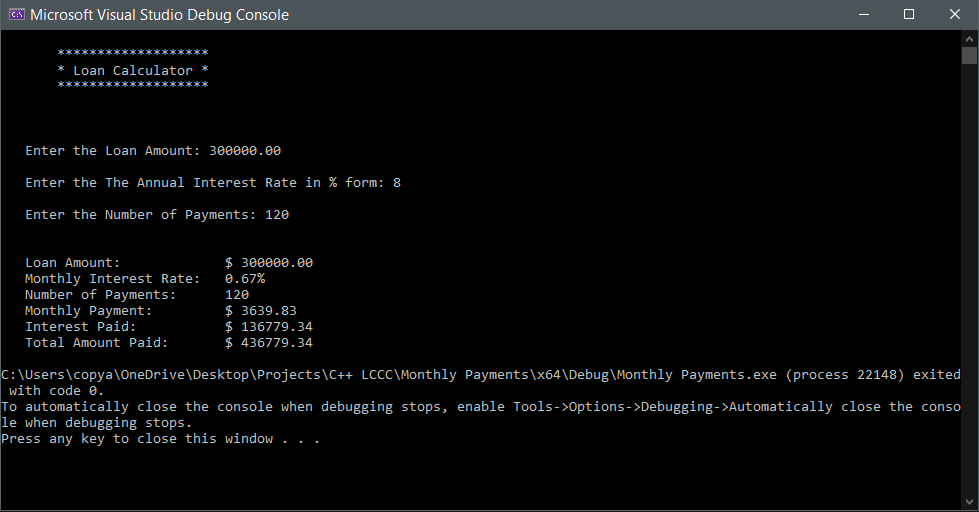 Microsoft Visual Studio Debug Console
*******************
* Loan Calculator *
*******************
Enter the Loan Amount: 300000.00
Enter the The Annual Interest Rate in % form: 8
Enter the Number of Payments: 120
Loan Amount: $ 300000.00
Monthly Interest Rate: 0.67%
Number of Payments: 120
Monthly Payment: $ 3639.83
Interest Paid: $ 136779.34
Total Amount Paid: $ 436779.34
C:\Users\copya\OneDrive\Desktop\Projects\C++ LCCC\Monthly Payments\x64\Debug\Monthly Payments.exe (process 22148) exited
with code 0.
To automatically close the console when debugging stops, enable Tools->Options->Debugging->Automatically close the conso
le when debugging stops.
Press any key to close this window . . .